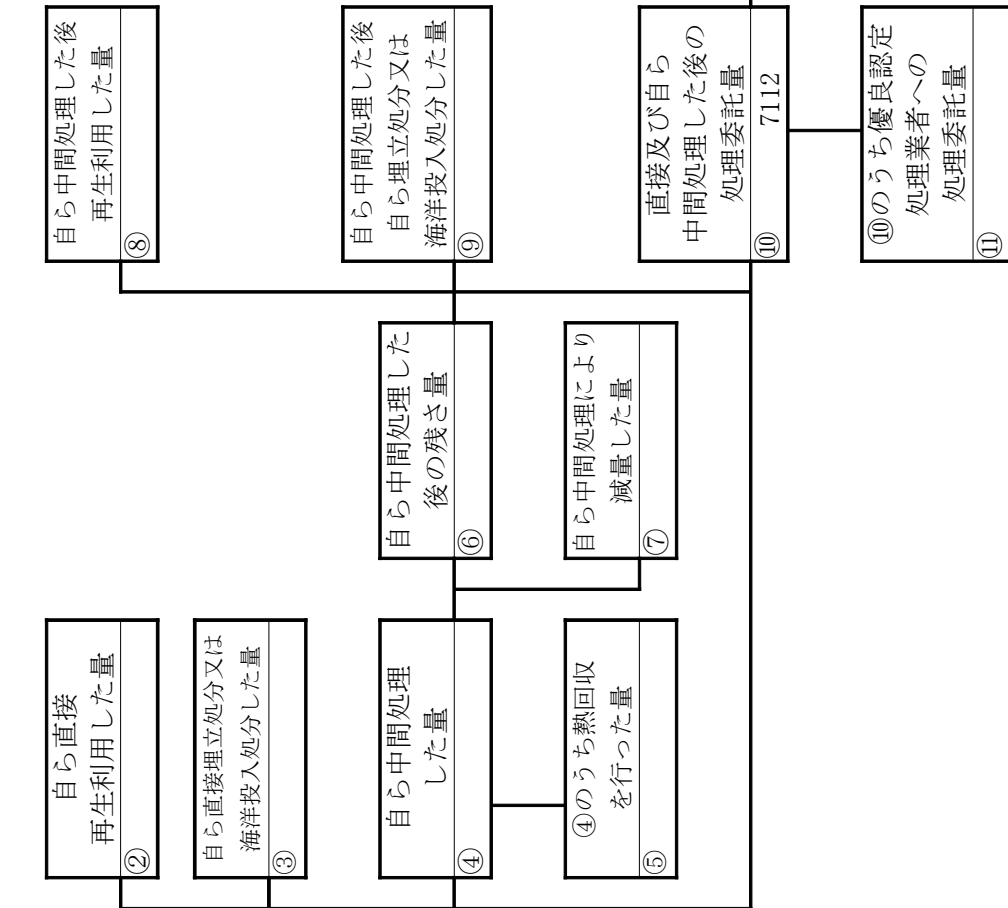 自ら直接
再生利用した量
②
自ら直接埋立処分又は
海洋投入処分した量
③
自ら中間処理
した量
④
④のうち熱回収
を行った量
⑤
自ら中間処理した
後の残さ量
⑥
自ら中間処理により
減量した量
⑦
自ら中間処理した後
再生利用した量
⑧
自ら中間処理した後
自ら埋立処分又は
海洋投入処分した量
⑨
直接及び自ら
中間処理した後の
処理委託量
⑩ 7112
⑩のうち優良認定
処理業者への
処理委託量
⑪